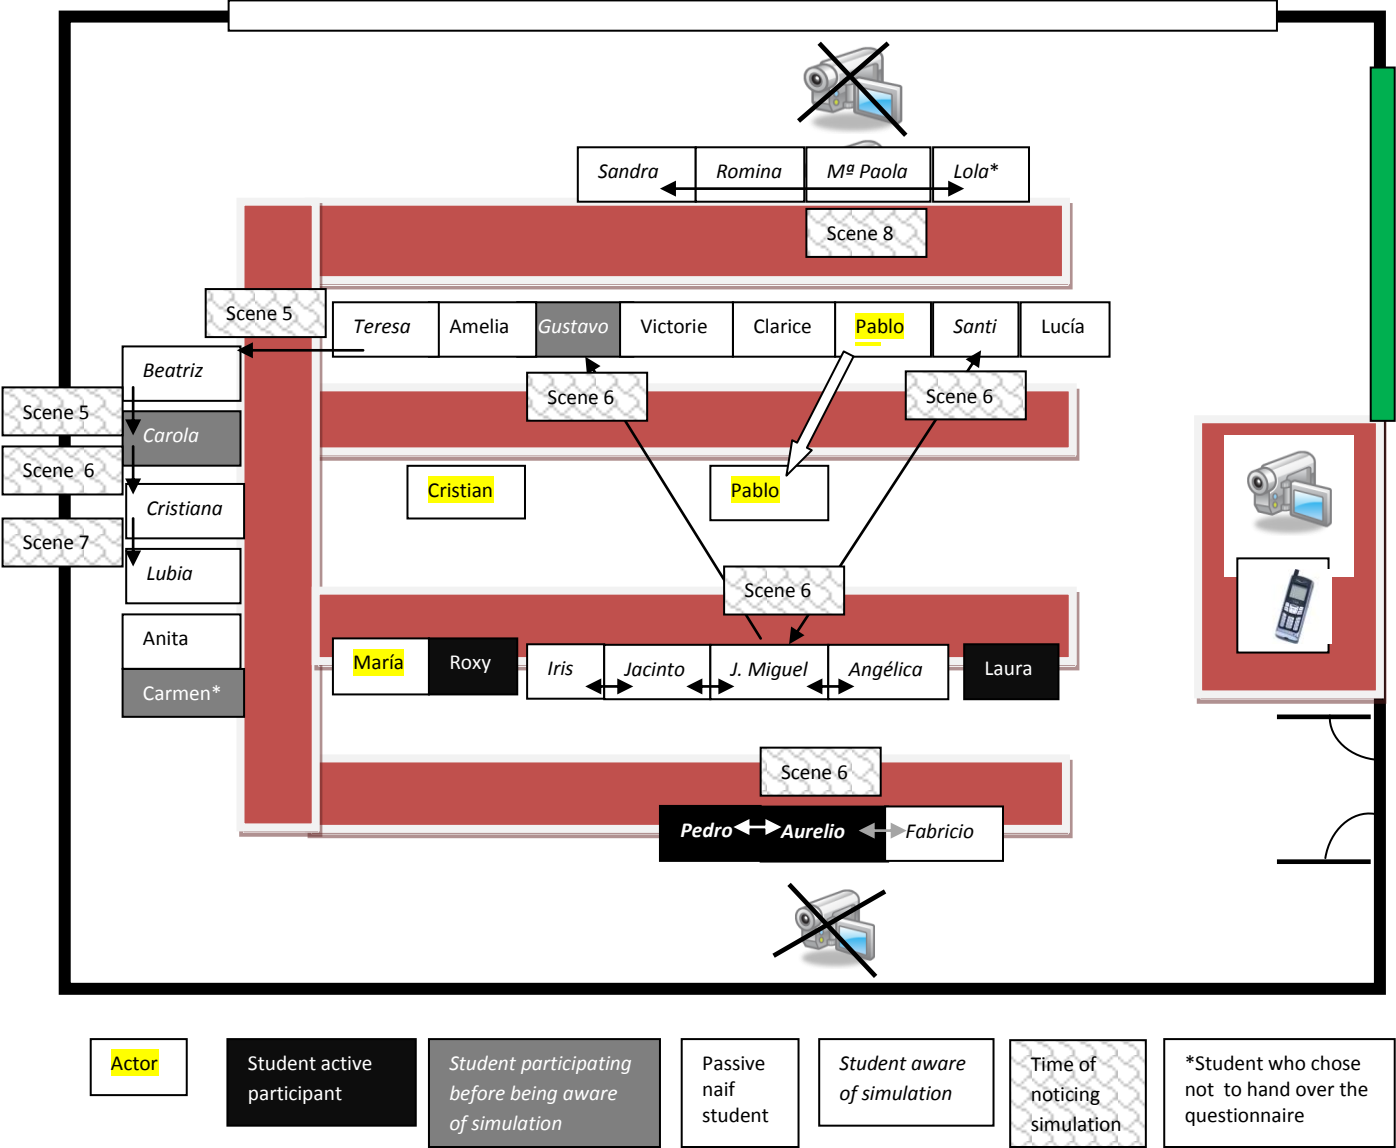 Sandra Romina Mª Paola Lola*
Scene 8
Scene 5
Teresa Amelia Gustavo Victorie Clarice Pablo Santi Lucía
Beatriz
Scene 6
Scene 6
Scene 5
Carola
Scene 6
Cristian
Pablo
Cristiana
Scene 7
Lubia
Scene 6
Anita
María Roxy Iris Jacinto J. Miguel Angélica Laura
Carmen*
Scene 6
Pedro Aurelio Fabricio
Actor
Student active
participant
Student participating
before being aware
of simulation
Passive
naif
student
Student aware
of simulation
Time of
noticing
simulation
*Student who chose
not to hand over the
questionnaire